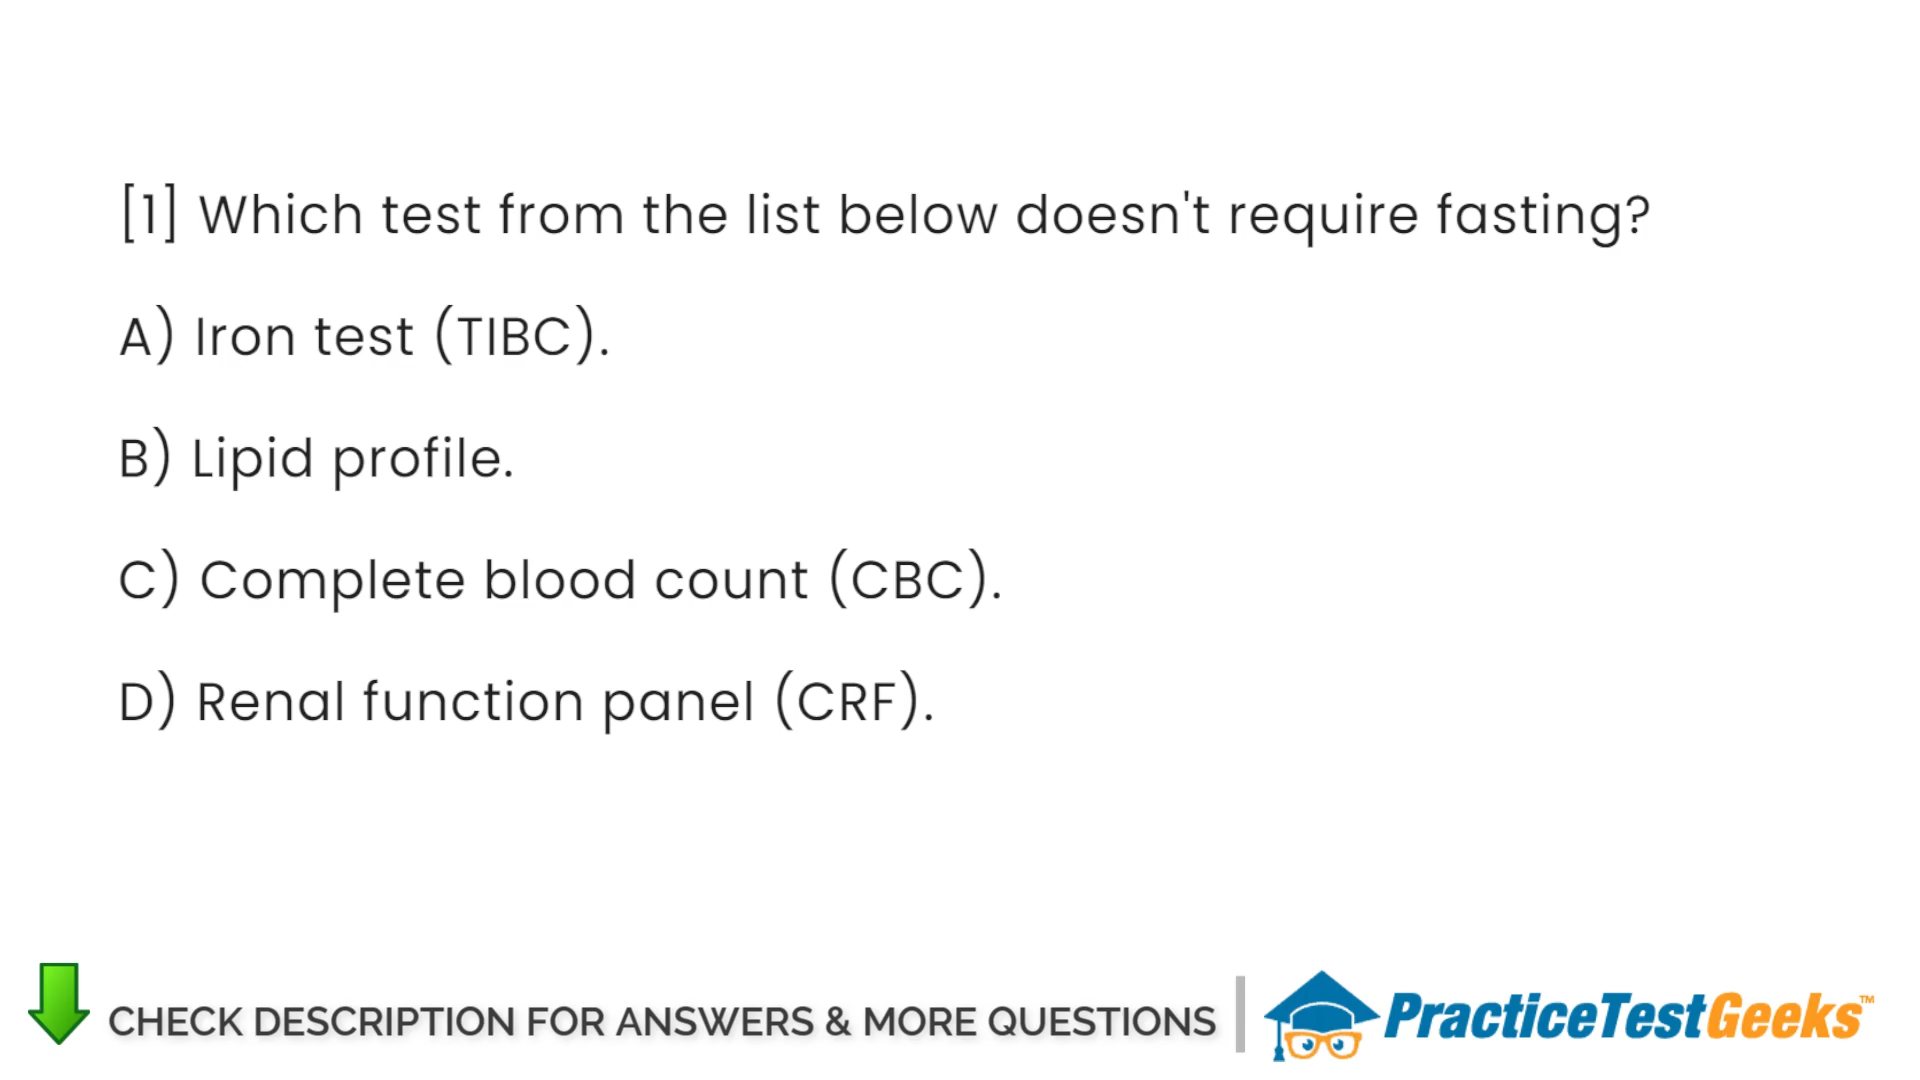 [1] Which test from the list below doesn't require fasting?
A) Iron test (TIBC).
B) Lipid profile.
C) Complete blood count (CBC).
D) Renal function panel (CRF).
CHECK DESCRIPTION FOR ANSWERS & MORE QUESTIONS
PracticeTestGeeks™